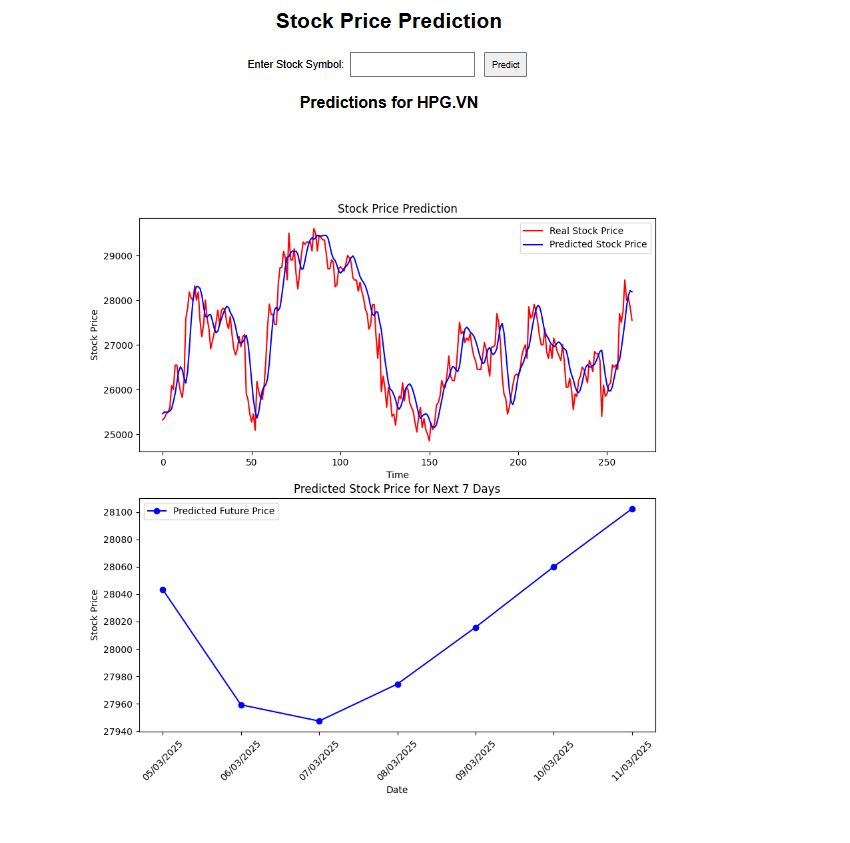 Stock Price Prediction
Enter Stock Symbol: Predict
Predictions for HPG.VN
Stock Price Prediction
Real Stock Price
Predicted Stock Price
29000
28000
27000
26000
25000
Stock Price
0 50 100 150 200 250
Time
Predicted Stock Price for Next 7 Days
Predicted Future Price
28100
28080
28060
28040
28020
28000
27980
27960
27940
Stock Price
05/03/2025 06/03/2025 07/03/2025 08/03/2025 09/03/2025 10/03/2025 11/03/2025
Date